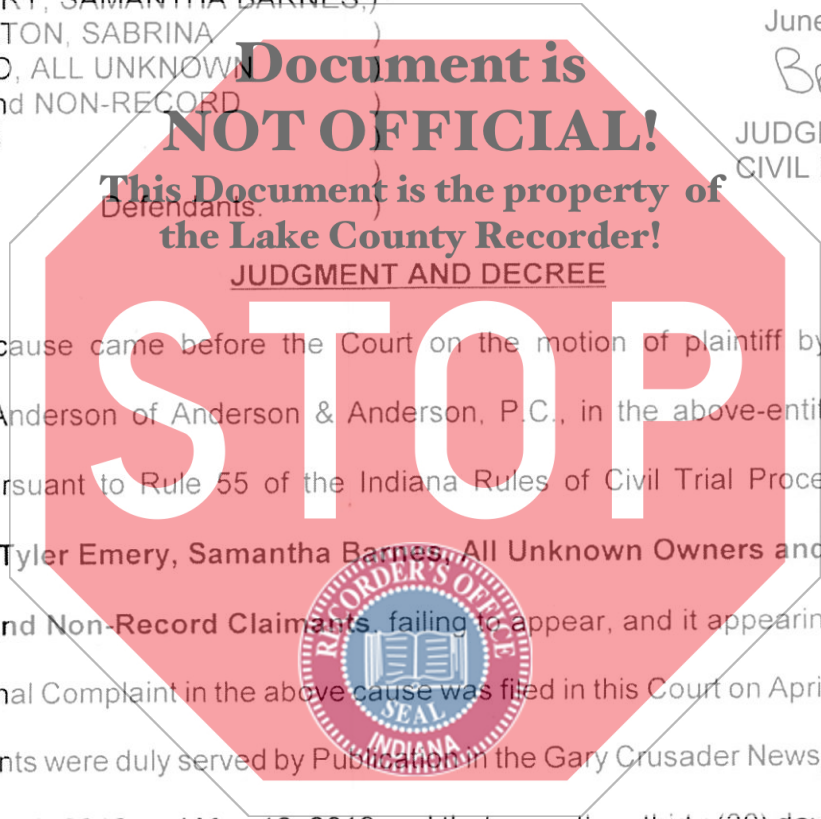 SAMANTHA BARNES,)
TON, SABRINA )
ALL UNKNOWN
nd NON-RECORD
Defendants. )
June
JUDG
CIVIL
Document is
NOT OFFICIAL!
This Document is the property of
the Lake County Recorder!
JUDGMENT AND DECREE
STOP
cause came before the Court on the motion of plaintiff by
Anderson of Anderson & Anderson, P.C., in the above-entit
rsuant to Rule 55 of the Indiana Rules of Civil Trial Proce
Tyler Emery, Samantha Barnes, All Unknown Owners and
nd Non-Record Claimants, failing to appear, and it appearin
nal Complaint in the above cause was filed in this Court on Apri
nts were duly served by Publication in the Gary Crusader News
RECORDER'S OFFICE
SEAL
INDIANA